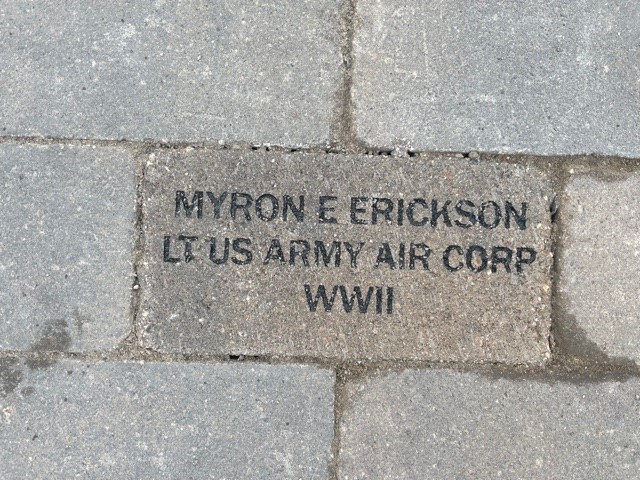 MYRON E ERICKSON
LT US ARMY AIR CORP
WWII